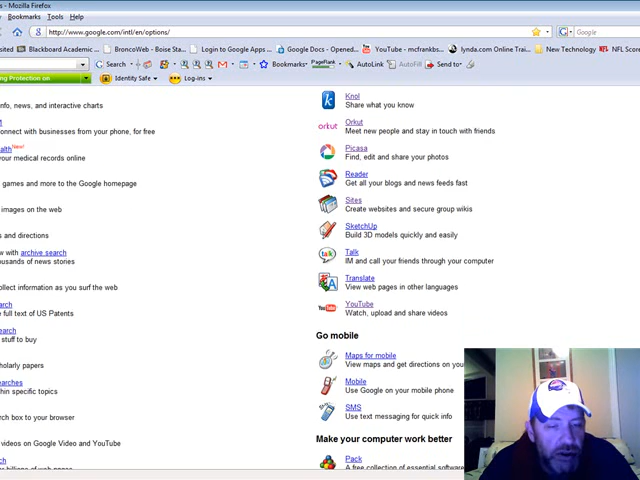 s - Mozilla Firefox
Bookmarks Tools Help
http://www.google.com/intl/en/options/
Google
isited Blackboard Academic ... BroncoWeb - Boise Sta... Login to Google Apps ... Google Docs - Opened... YouTube - mcfrankbs... lynda.com Online Trai... New Technology NFL Score
Search Bookmarks PageRank AutoLink AutoFill Send to
ng Protection on Identity Safe Log-ins
nfo, news, and interactive charts
connect with businesses from your phone, for free
ealth New!
your medical records online
games and more to the Google homepage
images on the web
s and directions
w with archive search
ousands of news stories
ollect information as you surf the web
arch
e full text of US Patents
earch
stuff to buy
holarly papers
earches
hin specific topics
rch box to your browser
videos on Google Video and YouTube
ch
Knol
Share what you know
orkut
Orkut
Meet new people and stay in touch with friends
Picasa
Find, edit and share your photos
Reader
Get all your blogs and news feeds fast
Sites
Create websites and secure group wikis
SketchUp
Build 3D models quickly and easily
talk
Talk
IM and call your friends through your computer
Translate
View web pages in other languages
YouTube
YouTube
Watch, upload and share videos
Go mobile
Maps for mobile
View maps and get directions on you
Mobile
Use Google on your mobile phone
SMS
Use text messaging for quick info
Make your computer work better
Pack
A free collection of essential software